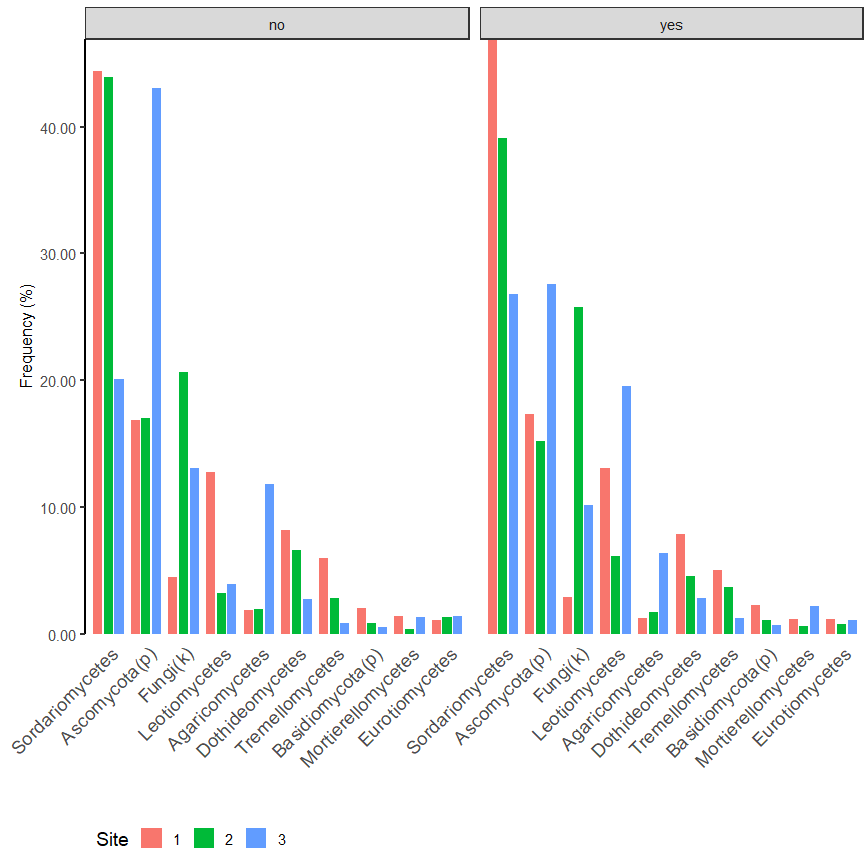 no yes
40.00
30.00
20.00
10.00
0.00
Frequency (%)
Sordariomycetes Ascomycota(p) Fungi(k) Leotiomycetes Agaricomycetes Dothideomycetes Tremellomycetes Basidiomycota(p) Mortierellomycetes Eurotiomycetes
Sordariomycetes Ascomycota(p) Fungi(k) Leotiomycetes Agaricomycetes Dothideomycetes Tremellomycetes Basidiomycota(p) Mortierellomycetes Eurotiomycetes
Site 1 2 3